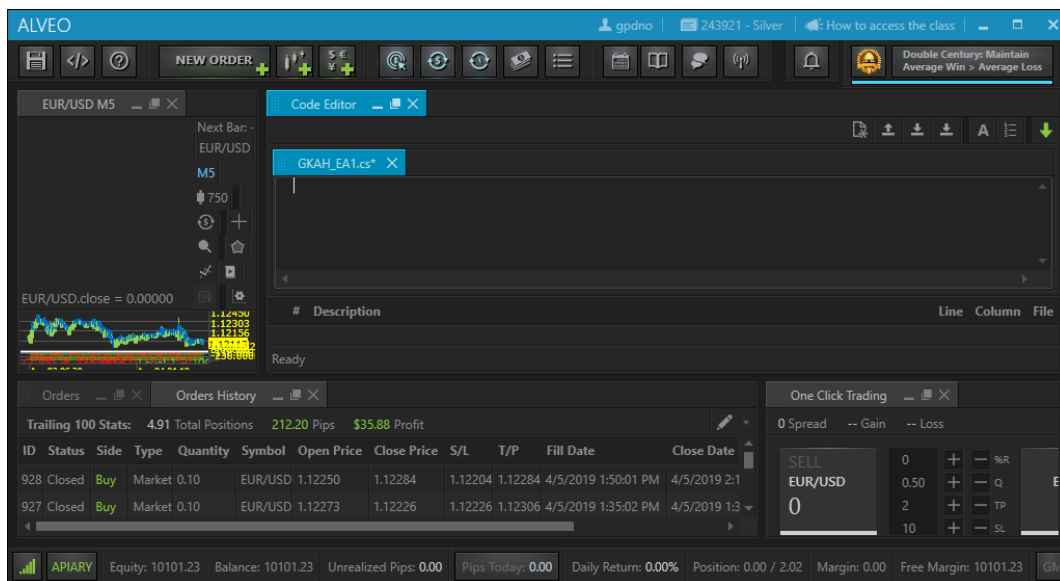 ALVEO
gpdno
243921 - Silver
How to access the class
NEW ORDER
Double Century: Maintain
Average Win > Average Loss
EUR/USD M5
Code Editor
Next Bar: -
EUR/USD
M5
750
GKAH_EA1.cs*
EUR/USD.close = 0.00000
1.12450
1.12303
1.12156
# Description Line Column File
Ready
Orders
Orders History
One Click Trading
Trailing 100 Stats: 4.91 Total Positions 212.20 Pips $35.88 Profit
0 Spread -- Gain -- Loss
ID Status Side Type Quantity Symbol Open Price Close Price S/L T/P Fill Date Close Date
928 Closed Buy Market 0.10 EUR/USD 1.12250 1.12284 1.12204 1.12284 4/5/2019 1:50:01 PM 4/5/2019 2:1
927 Closed Buy Market 0.10 EUR/USD 1.12273 1.12226 1.12226 1.12306 4/5/2019 1:35:02 PM 4/5/2019 1:3
SELL
EUR/USD
0
0 + — %R
0.50 + — Q
2 + — TP
10 + — SL
E
APIARY Equity: 10101.23 Balance: 10101.23 Unrealized Pips: 0.00 Pips Today: 0.00 Daily Return: 0.00% Position: 0.00 / 2.02 Margin: 0.00 Free Margin: 10101.23 GM